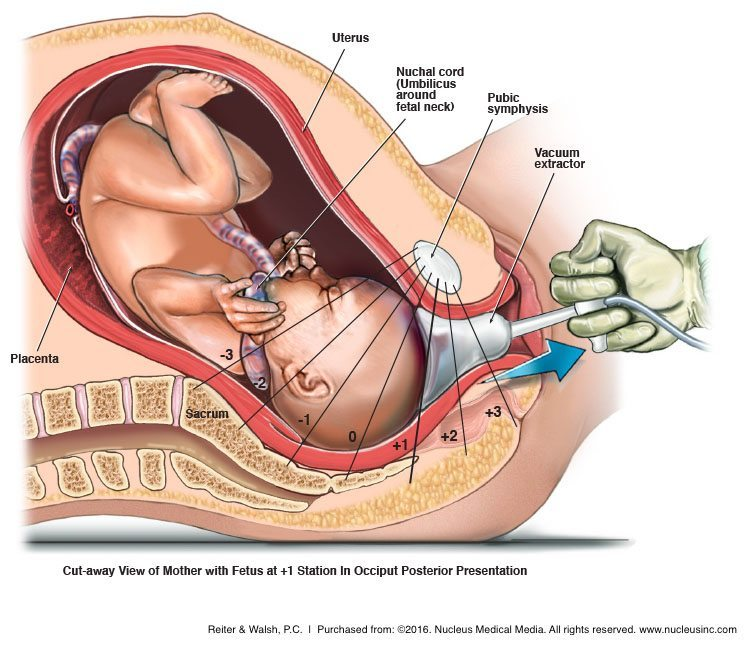 Uterus
Nuchal cord
(Umbilicus
around
fetal neck)
Pubic
symphysis
Vacuum
extractor
Placenta
Sacrum
-3
-2
-1
0
+1
+2
+3
Cut-away View of Mother with Fetus at +1 Station In Occiput Posterior Presentation
Reiter & Walsh, P.C. | Purchased from: ©2016. Nucleus Medical Media. All rights reserved. www.nucleusinc.com